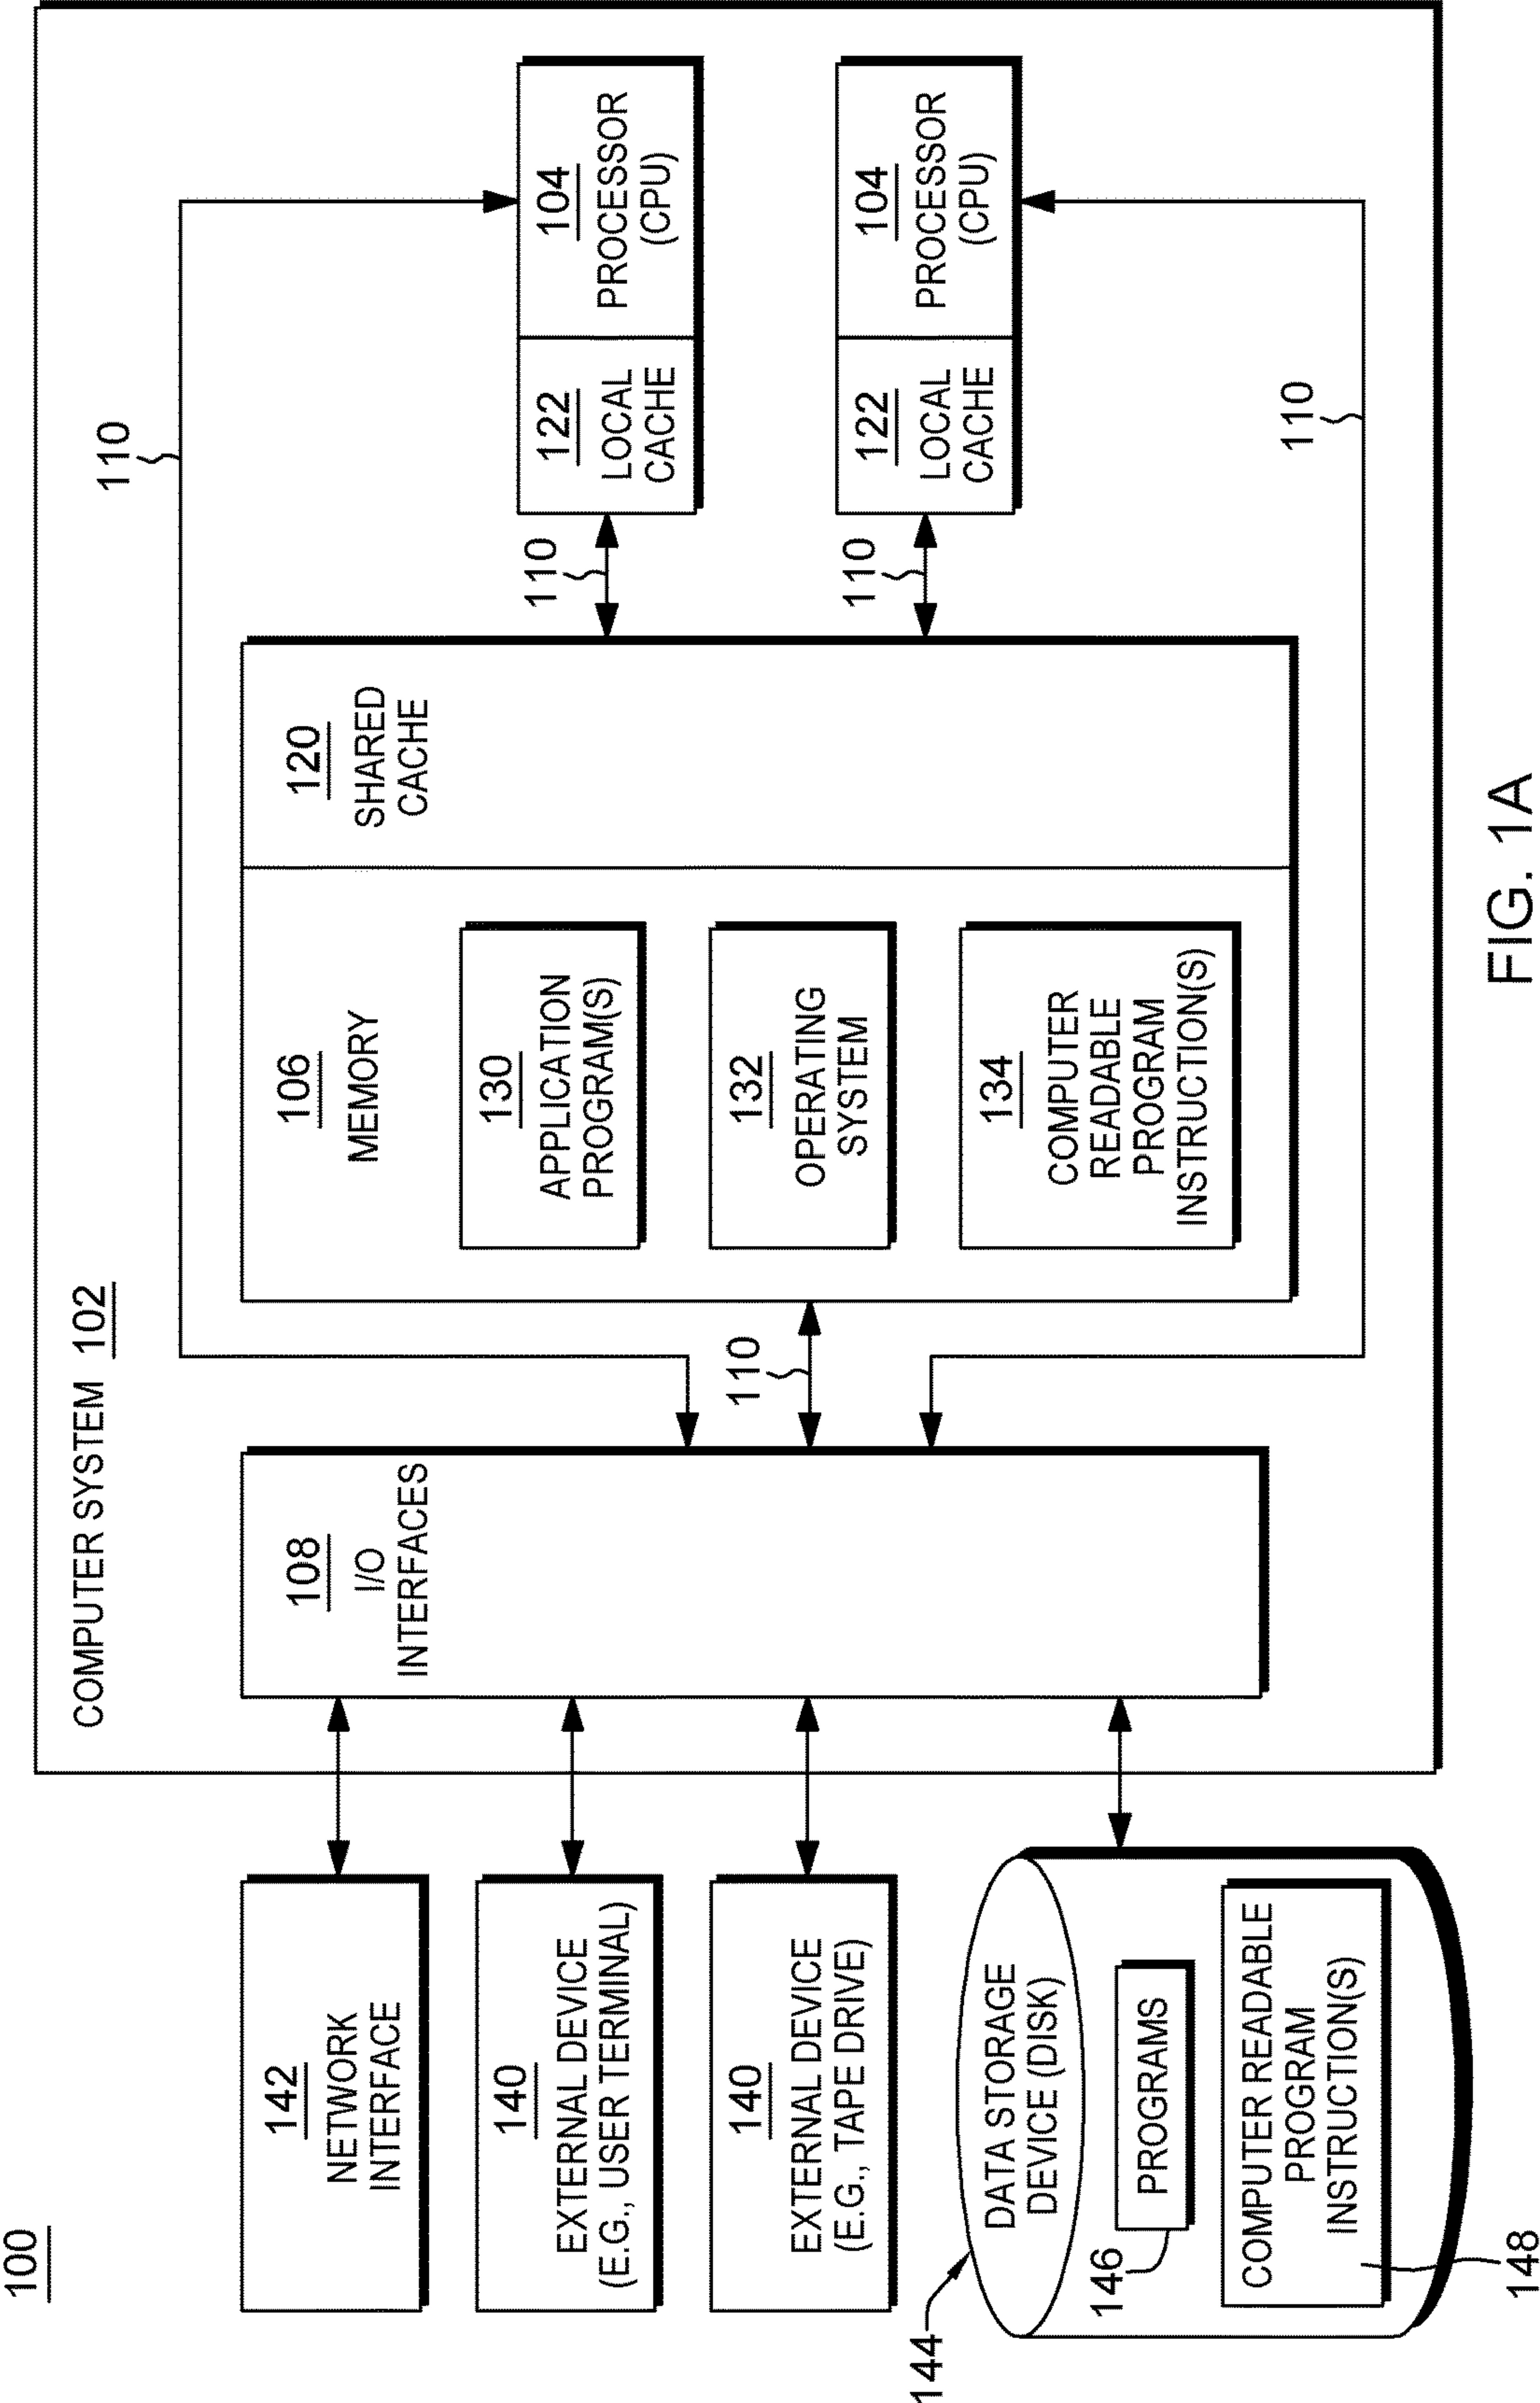 100
COMPUTER SYSTEM 102
142
NETWORK
INTERFACE
140
EXTERNAL DEVICE
(E.G., USER TERMINAL)
140
EXTERNAL DEVICE
(E.G., TAPE DRIVE)
144
DATA STORAGE
DEVICE (DISK)
146
PROGRAMS
COMPUTER READABLE
PROGRAM
INSTRUCTION(S)
148
108
I/O
INTERFACES
110
110
106
MEMORY
130
APPLICATION
PROGRAM(S)
132
OPERATING
SYSTEM
134
COMPUTER
READABLE
PROGRAM
INSTRUCTION(S)
120
SHARED
CACHE
110
110
122
LOCAL
CACHE
104
PROCESSOR
(CPU)
122
LOCAL
CACHE
104
PROCESSOR
(CPU)
110
FIG. 1A